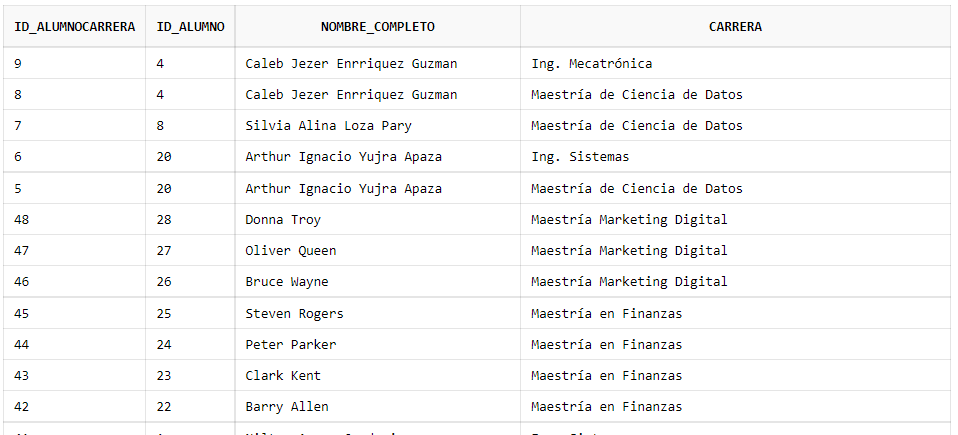 ID_ALUMNOCARRERA ID_ALUMNO NOMBRE_COMPLETO CARRERA
9 4 Caleb Jezer Enrriquez Guzman Ing. Mecatrónica
8 4 Caleb Jezer Enrriquez Guzman Maestría de Ciencia de Datos
7 8 Silvia Alina Loza Pary Maestría de Ciencia de Datos
6 20 Arthur Ignacio Yujra Apaza Ing. Sistemas
5 20 Arthur Ignacio Yujra Apaza Maestría de Ciencia de Datos
48 28 Donna Troy Maestría Marketing Digital
47 27 Oliver Queen Maestría Marketing Digital
46 26 Bruce Wayne Maestría Marketing Digital
45 25 Steven Rogers Maestría en Finanzas
44 24 Peter Parker Maestría en Finanzas
43 23 Clark Kent Maestría en Finanzas
42 22 Barry Allen Maestría en Finanzas